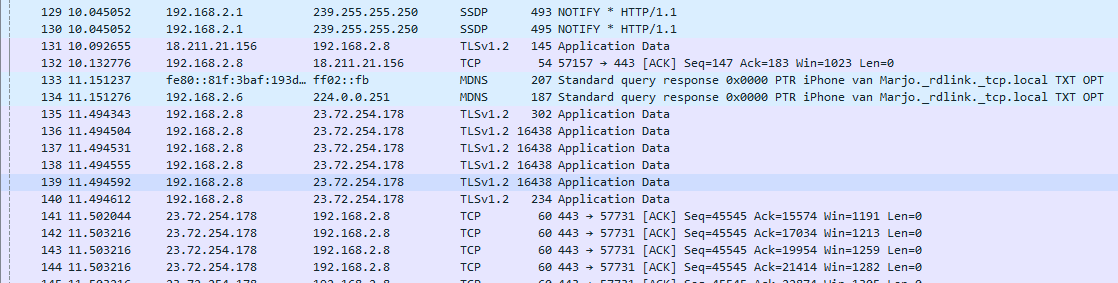 129 10.045052 192.168.2.1 239.255.255.250 SSDP 493 NOTIFY * HTTP/1.1
130 10.045052 192.168.2.1 239.255.255.250 SSDP 495 NOTIFY * HTTP/1.1
131 10.092655 18.211.21.156 192.168.2.8 TLSv1.2 145 Application Data
132 10.132776 192.168.2.8 18.211.21.156 TCP 54 57157 → 443 [ACK] Seq=147 Ack=183 Win=1023 Len=0
133 11.151237 fe80::81f:3baf:193d… ff02::fb MDNS 207 Standard query response 0x0000 PTR iPhone van Marjo._rdlink._tcp.local TXT OPT
134 11.151276 192.168.2.6 224.0.0.251 MDNS 187 Standard query response 0x0000 PTR iPhone van Marjo._rdlink._tcp.local TXT OPT
135 11.494343 192.168.2.8 23.72.254.178 TLSv1.2 302 Application Data
136 11.494504 192.168.2.8 23.72.254.178 TLSv1.2 16438 Application Data
137 11.494531 192.168.2.8 23.72.254.178 TLSv1.2 16438 Application Data
138 11.494555 192.168.2.8 23.72.254.178 TLSv1.2 16438 Application Data
139 11.494592 192.168.2.8 23.72.254.178 TLSv1.2 16438 Application Data
140 11.494612 192.168.2.8 23.72.254.178 TLSv1.2 234 Application Data
141 11.502044 23.72.254.178 192.168.2.8 TCP 60 443 → 57731 [ACK] Seq=45545 Ack=15574 Win=1191 Len=0
142 11.503216 23.72.254.178 192.168.2.8 TCP 60 443 → 57731 [ACK] Seq=45545 Ack=17034 Win=1213 Len=0
143 11.503216 23.72.254.178 192.168.2.8 TCP 60 443 → 57731 [ACK] Seq=45545 Ack=19954 Win=1259 Len=0
144 11.503216 23.72.254.178 192.168.2.8 TCP 60 443 → 57731 [ACK] Seq=45545 Ack=21414 Win=1282 Len=0